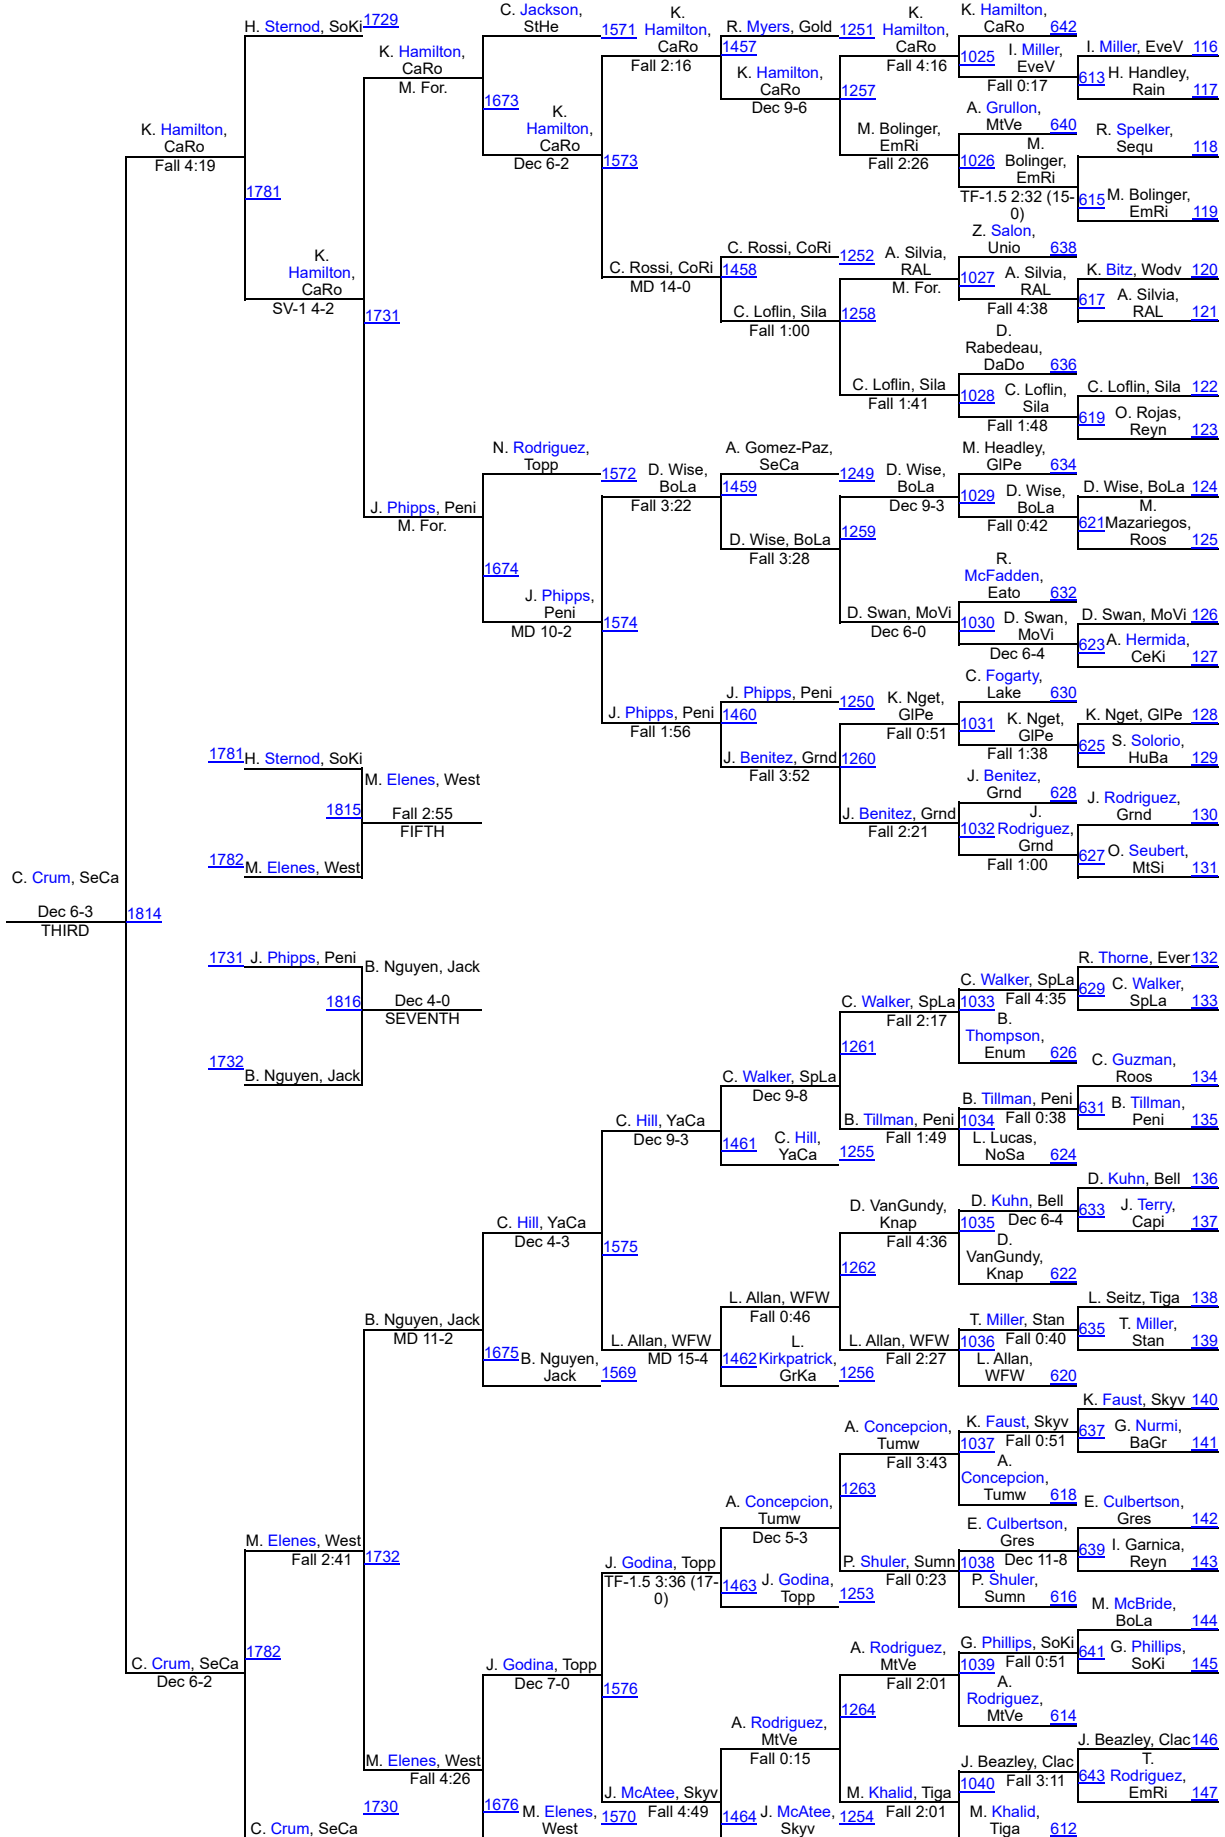 C. Jackson,
StHe
K.
Hamilton,
CaRo
Fall 2:16
K.
Hamilton,
CaRo
Fall 4:16
K. Hamilton,
CaRo 642
H. Sternod, SoKi 1729
1571
R. Myers, Gold 1251
1457
I. Miller, EveV 116
1025 I. Miller,
EveV
Fall 0:17
K. Hamilton,
CaRo
M. For.
K. Hamilton,
CaRo
Dec 9-6
613 H. Handley,
Rain 117
1257
1673
A. Grullon,
MtVe 640
K.
Hamilton,
CaRo
Dec 6-2
K. Hamilton,
CaRo
Fall 4:19
M. Bolinger,
EmRi
Fall 2:26
R. Spelker,
Sequ 118
1026 M.
Bolinger,
EmRi
TF-1.5 2:32 (15-
0)
1573
1781
615 M. Bolinger,
EmRi 119
Z. Salon,
Unio 638
K.
Hamilton,
CaRo
SV-1 4-2
C. Rossi, CoRi
MD 14-0
C. Rossi, CoRi 1252
1458
A. Silvia,
RAL
M. For.
1027 A. Silvia,
RAL
Fall 4:38
K. Bitz, Wodv 120
617 A. Silvia,
RAL 121
1731
C. Loflin, Sila
Fall 1:00
1258
D.
Rabedeau,
DaDo 636
C. Loflin, Sila
Fall 1:41
1028 C. Loflin,
Sila
Fall 1:48
C. Loflin, Sila 122
619 O. Rojas,
Reyn 123
N. Rodriguez,
Topp 1572
D. Wise,
BoLa
Fall 3:22
A. Gomez-Paz,
SeCa 1249
1459
D. Wise,
BoLa
Dec 9-3
M. Headley,
GlPe 634
1029 D. Wise,
BoLa
Fall 0:42
D. Wise, BoLa 124
621 M.
Mazariegos,
Roos 125
J. Phipps, Peni
M. For.
D. Wise, BoLa
Fall 3:28
1259
R.
McFadden,
Eato 632
1674
J. Phipps,
Peni
MD 10-2
1574
D. Swan, MoVi
Dec 6-0
1030 D. Swan,
MoVi
Dec 6-4
D. Swan, MoVi 126
623 A. Hermida,
CeKi 127
C. Fogarty,
Lake 630
J. Phipps, Peni
Fall 1:56
J. Phipps, Peni 1250
1460
K. Nget,
GlPe
Fall 0:51
1031 K. Nget,
GlPe
Fall 1:38
K. Nget, GlPe 128
625 S. Solorio,
HuBa 129
1781 H. Sternod, SoKi
J. Benitez, Grnd
Fall 3:52
1260
J. Benitez,
Grnd 628
M. Elenes, West
1815 Fall 2:55
FIFTH
J. Benitez, Grnd
Fall 2:21
1032 J.
Rodriguez,
Grnd
Fall 1:00
J. Rodriguez,
Grnd 130
627 O. Seubert,
MtSi 131
1782 M. Elenes, West
C. Crum, SeCa
Dec 6-3
THIRD
1814
1731 J. Phipps, Peni
B. Nguyen, Jack
1816 Dec 4-0
SEVENTH
1732
B. Nguyen, Jack
R. Thorne, Ever 132
C. Walker, SpLa
Fall 2:17
C. Walker, SpLa
1033 Fall 4:35
629 C. Walker,
SpLa 133
B.
Thompson,
Enum 626
1261
C. Walker, SpLa
Dec 9-8
C. Guzman,
Roos 134
B. Tillman, Peni
Fall 1:49
B. Tillman, Peni
1034 Fall 0:38
631 B. Tillman,
Peni 135
C. Hill, YaCa
Dec 9-3
1461 C. Hill,
YaCa 1255
L. Lucas,
NoSa 624
D. Kuhn, Bell 136
D. VanGundy,
Knap
Fall 4:36
D. Kuhn, Bell
1035 Dec 6-4
633 J. Terry,
Capi 137
C. Hill, YaCa
Dec 4-3
1575
D.
VanGundy,
Knap 622
1262
L. Allan, WFW
Fall 0:46
L. Seitz, Tiga 138
B. Nguyen, Jack
MD 11-2
L. Allan, WFW
MD 15-4
L. Allan, WFW
Fall 2:27
T. Miller, Stan
1036 Fall 0:40
635 T. Miller,
Stan 139
1675 B. Nguyen,
Jack 1569
1462 L.
Kirkpatrick,
GrKa 1256
L. Allan,
WFW 620
K. Faust, Skyv 140
A. Concepcion,
Tumw
Fall 3:43
K. Faust, Skyv
1037 Fall 0:51
637 G. Nurmi,
BaGr 141
A.
Concepcion,
Tumw 618
1263
A. Concepcion,
Tumw
Dec 5-3
E. Culbertson,
Gres 142
M. Elenes, West
Fall 2:41
1732
J. Godina, Topp
TF-1.5 3:36 (17-
0)
P. Shuler, Sumn
Fall 0:23
E. Culbertson,
Gres
1038 Dec 11-8
639 I. Garnica,
Reyn 143
1463 J. Godina,
Topp 1253
P. Shuler,
Sumn 616
M. McBride,
BoLa 144
C. Crum, SeCa
Dec 6-2
1782
J. Godina, Topp
Dec 7-0
1576
A. Rodriguez,
MtVe
Fall 2:01
G. Phillips, SoKi
1039 Fall 0:51
641 G. Phillips,
SoKi 145
A.
Rodriguez,
MtVe 614
1264
A. Rodriguez,
MtVe
Fall 0:15
J. Beazley, Clac 146
M. Elenes, West
Fall 4:26
J. McAtee, Skyv
1570 Fall 4:49
M. Khalid, Tiga
1254 Fall 2:01
J. Beazley, Clac
1040 Fall 3:11
643 T.
Rodriguez,
EmRi 147
1730
C. Crum, SeCa
1676 M. Elenes,
West
1464 J. McAtee,
Skyv
M. Khalid,
Tiga 612